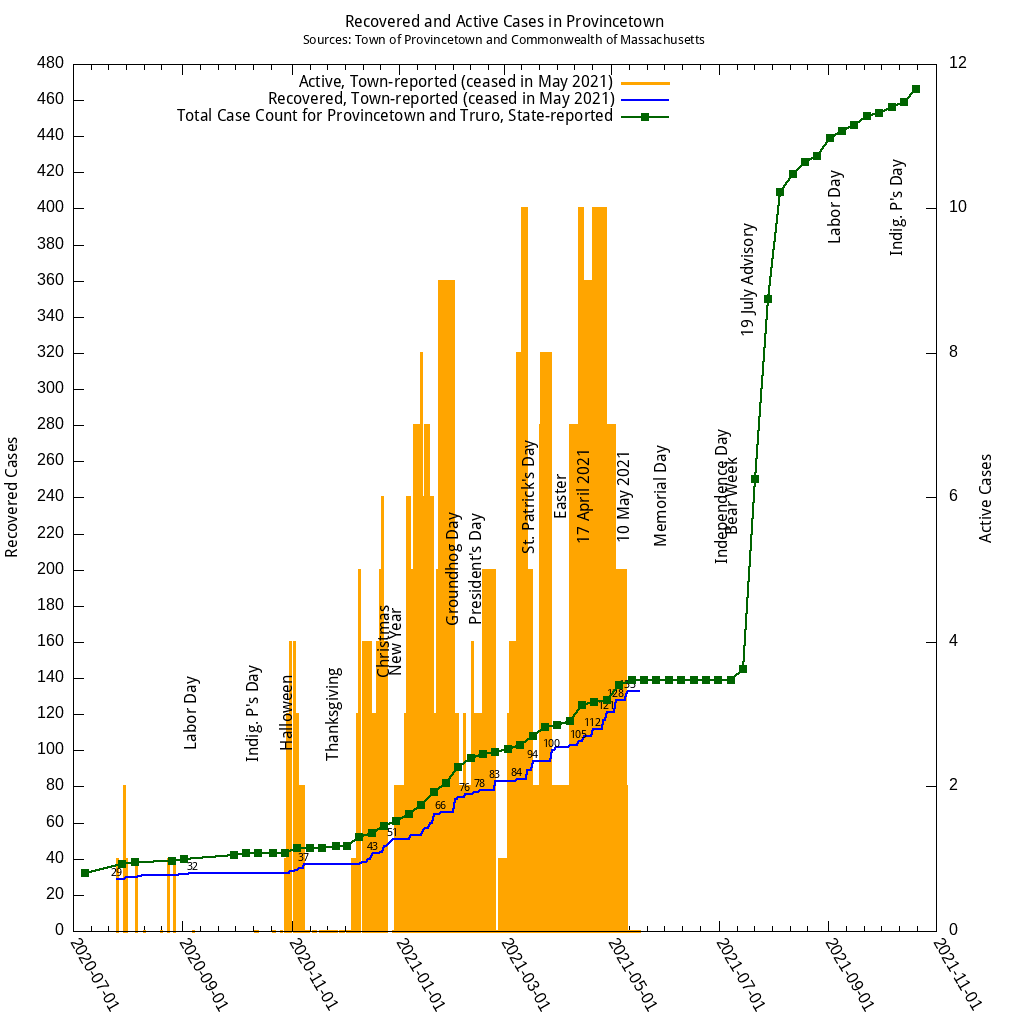 Recovered and Active Cases in Provincetown
Sources: Town of Provincetown and Commonwealth of Massachusetts
Active, Town-reported (ceased in May 2021)
Recovered, Town-reported (ceased in May 2021)
Total Case Count for Provincetown and Truro, State-reported
Recovered Cases
480
460
440
420
400
380
360
340
320
300
280
260
240
220
200
180
160
140
120
100
80
60
40
20
0
12
10
8
6
4
2
0
Active Cases
Labor Day
Indig. P's Day
Halloween
Thanksgiving
Christmas
New Year
Groundhog Day
President's Day
St. Patrick's Day
Easter
17 April 2021
10 May 2021
Memorial Day
Independence Day
Bear Week
19 July Advisory
Labor Day
Indig. P's Day
29
32
37
43
51
66
76
78
83
84
94
100
105
112
121
128
133
2020-07-01
2020-09-01
2020-11-01
2021-01-01
2021-03-01
2021-05-01
2021-07-01
2021-09-01
2021-11-01